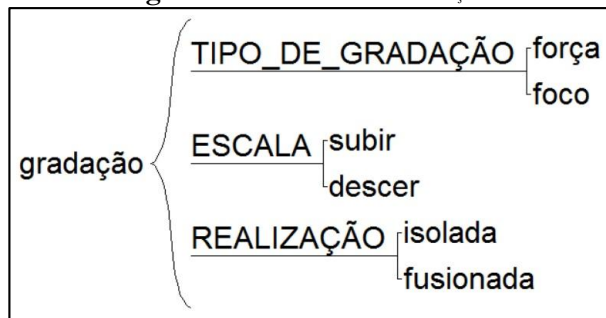 TIPO_DE_GRADAÇÃO
força
foco
gradação
ESCALA
subir
descer
REALIZAÇÃO
isolada
fusionada